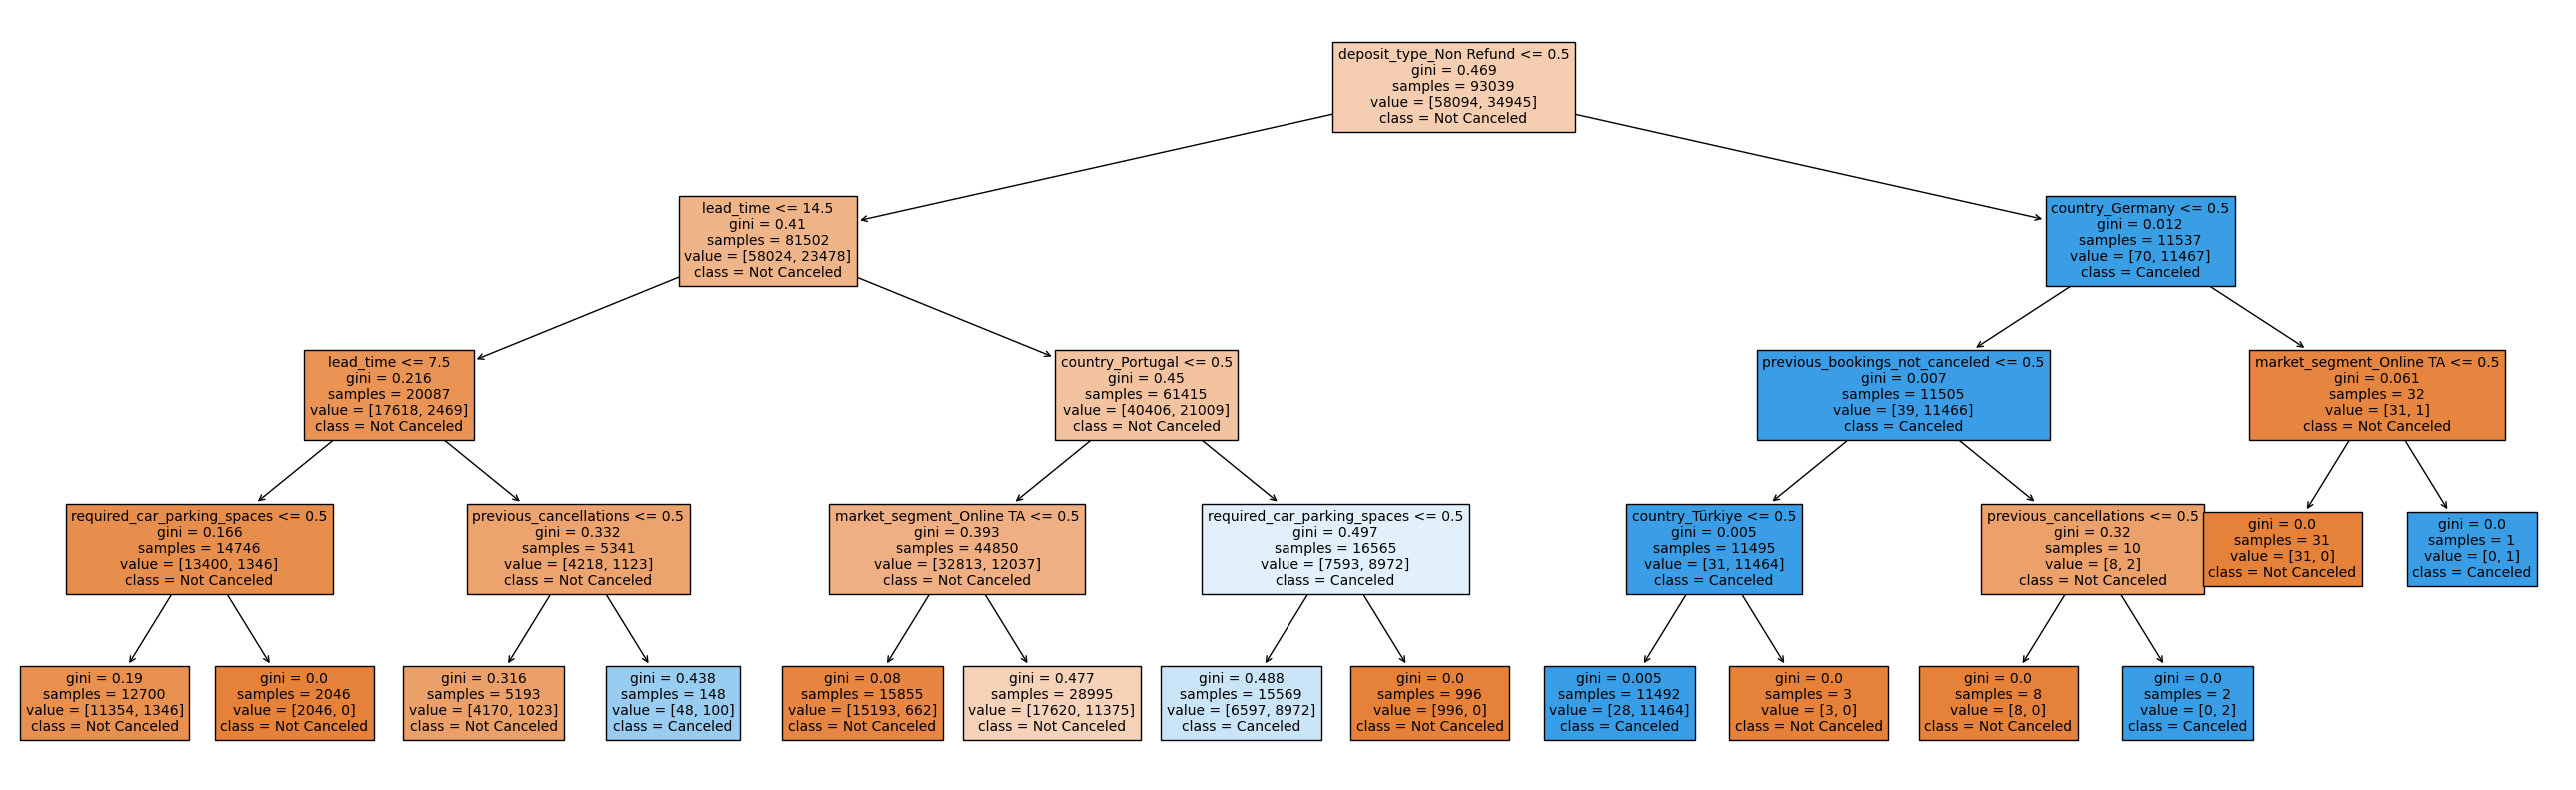 deposit_type_Non Refund <= 0.5
gini = 0.469
samples = 93039
value = [58094, 34945]
class = Not Canceled
lead_time <= 14.5
gini = 0.41
samples = 81502
value = [58024, 23478]
class = Not Canceled
country_Germany <= 0.5
gini = 0.012
samples = 11537
value = [70, 11467]
class = Canceled
lead_time <= 7.5
gini = 0.216
samples = 20087
value = [17618, 2469]
class = Not Canceled
country_Portugal <= 0.5
gini = 0.45
samples = 61415
value = [40406, 21009]
class = Not Canceled
previous_bookings_not_canceled <= 0.5
gini = 0.007
samples = 11505
value = [39, 11466]
class = Canceled
market_segment_Online TA <= 0.5
gini = 0.061
samples = 32
value = [31, 1]
class = Not Canceled
required_car_parking_spaces <= 0.5
gini = 0.166
samples = 14746
value = [13400, 1346]
class = Not Canceled
previous_cancellations <= 0.5
gini = 0.332
samples = 5341
value = [4218, 1123]
class = Not Canceled
market_segment_Online TA <= 0.5
gini = 0.393
samples = 44850
value = [32813, 12037]
class = Not Canceled
required_car_parking_spaces <= 0.5
gini = 0.497
samples = 16565
value = [7593, 8972]
class = Canceled
country_Türkiye <= 0.5
gini = 0.005
samples = 11495
value = [31, 11464]
class = Canceled
previous_cancellations <= 0.5
gini = 0.32
samples = 10
value = [8, 2]
class = Not Canceled
gini = 0.0
samples = 31
value = [31, 0]
class = Not Canceled
gini = 0.0
samples = 1
value = [0, 1]
class = Canceled
gini = 0.19
samples = 12700
value = [11354, 1346]
class = Not Canceled
gini = 0.0
samples = 2046
value = [2046, 0]
class = Not Canceled
gini = 0.316
samples = 5193
value = [4170, 1023]
class = Not Canceled
gini = 0.438
samples = 148
value = [48, 100]
class = Canceled
gini = 0.08
samples = 15855
value = [15193, 662]
class = Not Canceled
gini = 0.477
samples = 28995
value = [17620, 11375]
class = Not Canceled
gini = 0.488
samples = 15569
value = [6597, 8972]
class = Canceled
gini = 0.0
samples = 996
value = [996, 0]
class = Not Canceled
gini = 0.005
samples = 11492
value = [28, 11464]
class = Canceled
gini = 0.0
samples = 3
value = [3, 0]
class = Not Canceled
gini = 0.0
samples = 8
value = [8, 0]
class = Not Canceled
gini = 0.0
samples = 2
value = [0, 2]
class = Canceled